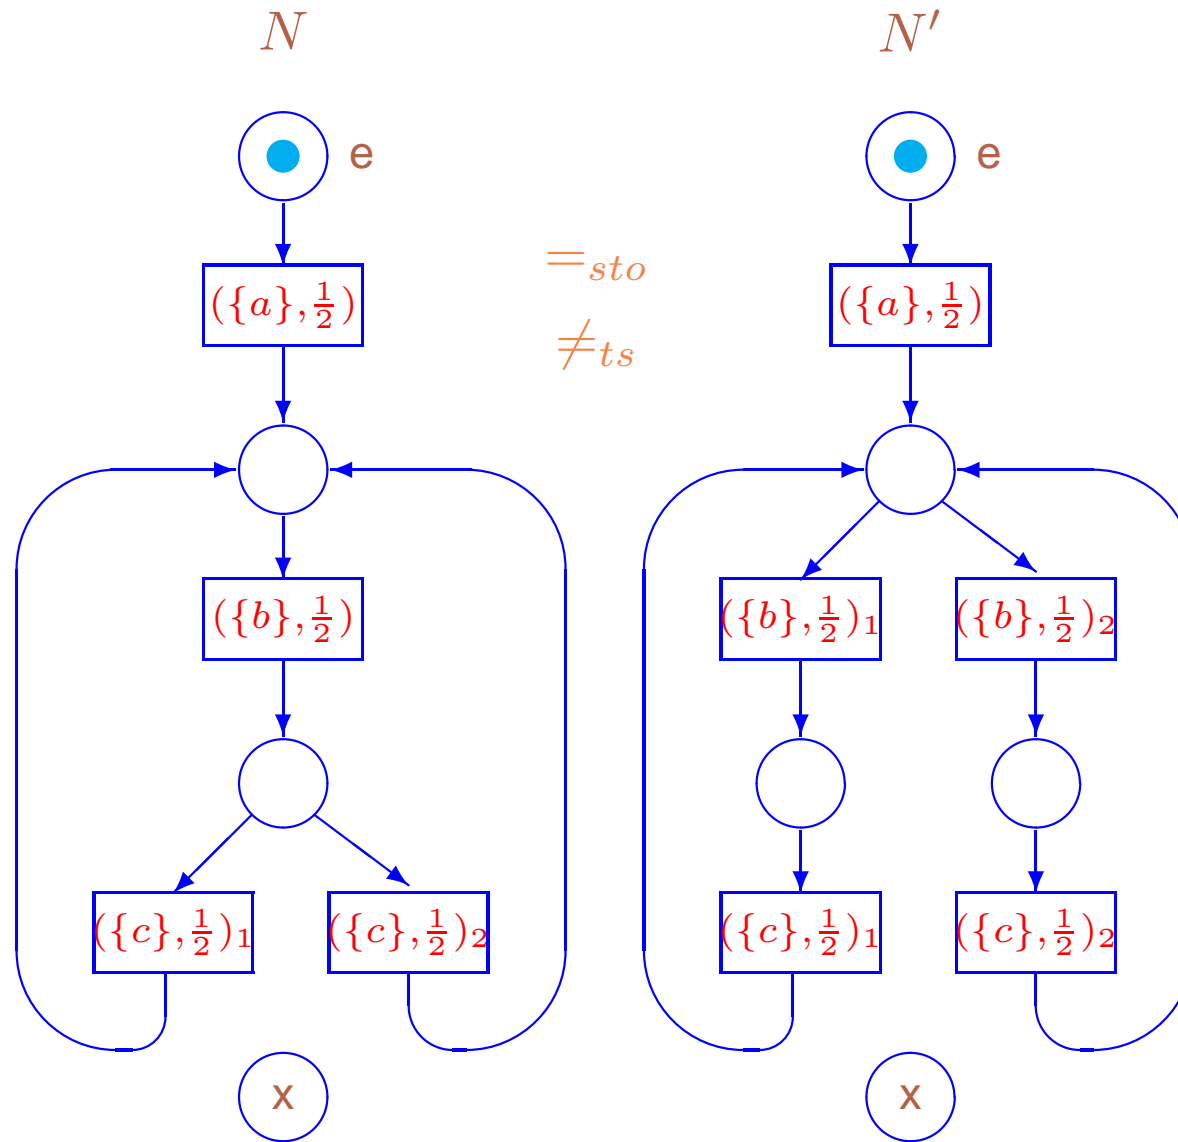 N N′
e e
=sto
({a}, 1/2) ({a}, 1/2)
≠ts
({b}, 1/2) ({b}, 1/2)₁ ({b}, 1/2)₂
({c}, 1/2)₁ ({c}, 1/2)₂ ({c}, 1/2)₁ ({c}, 1/2)₂
x x